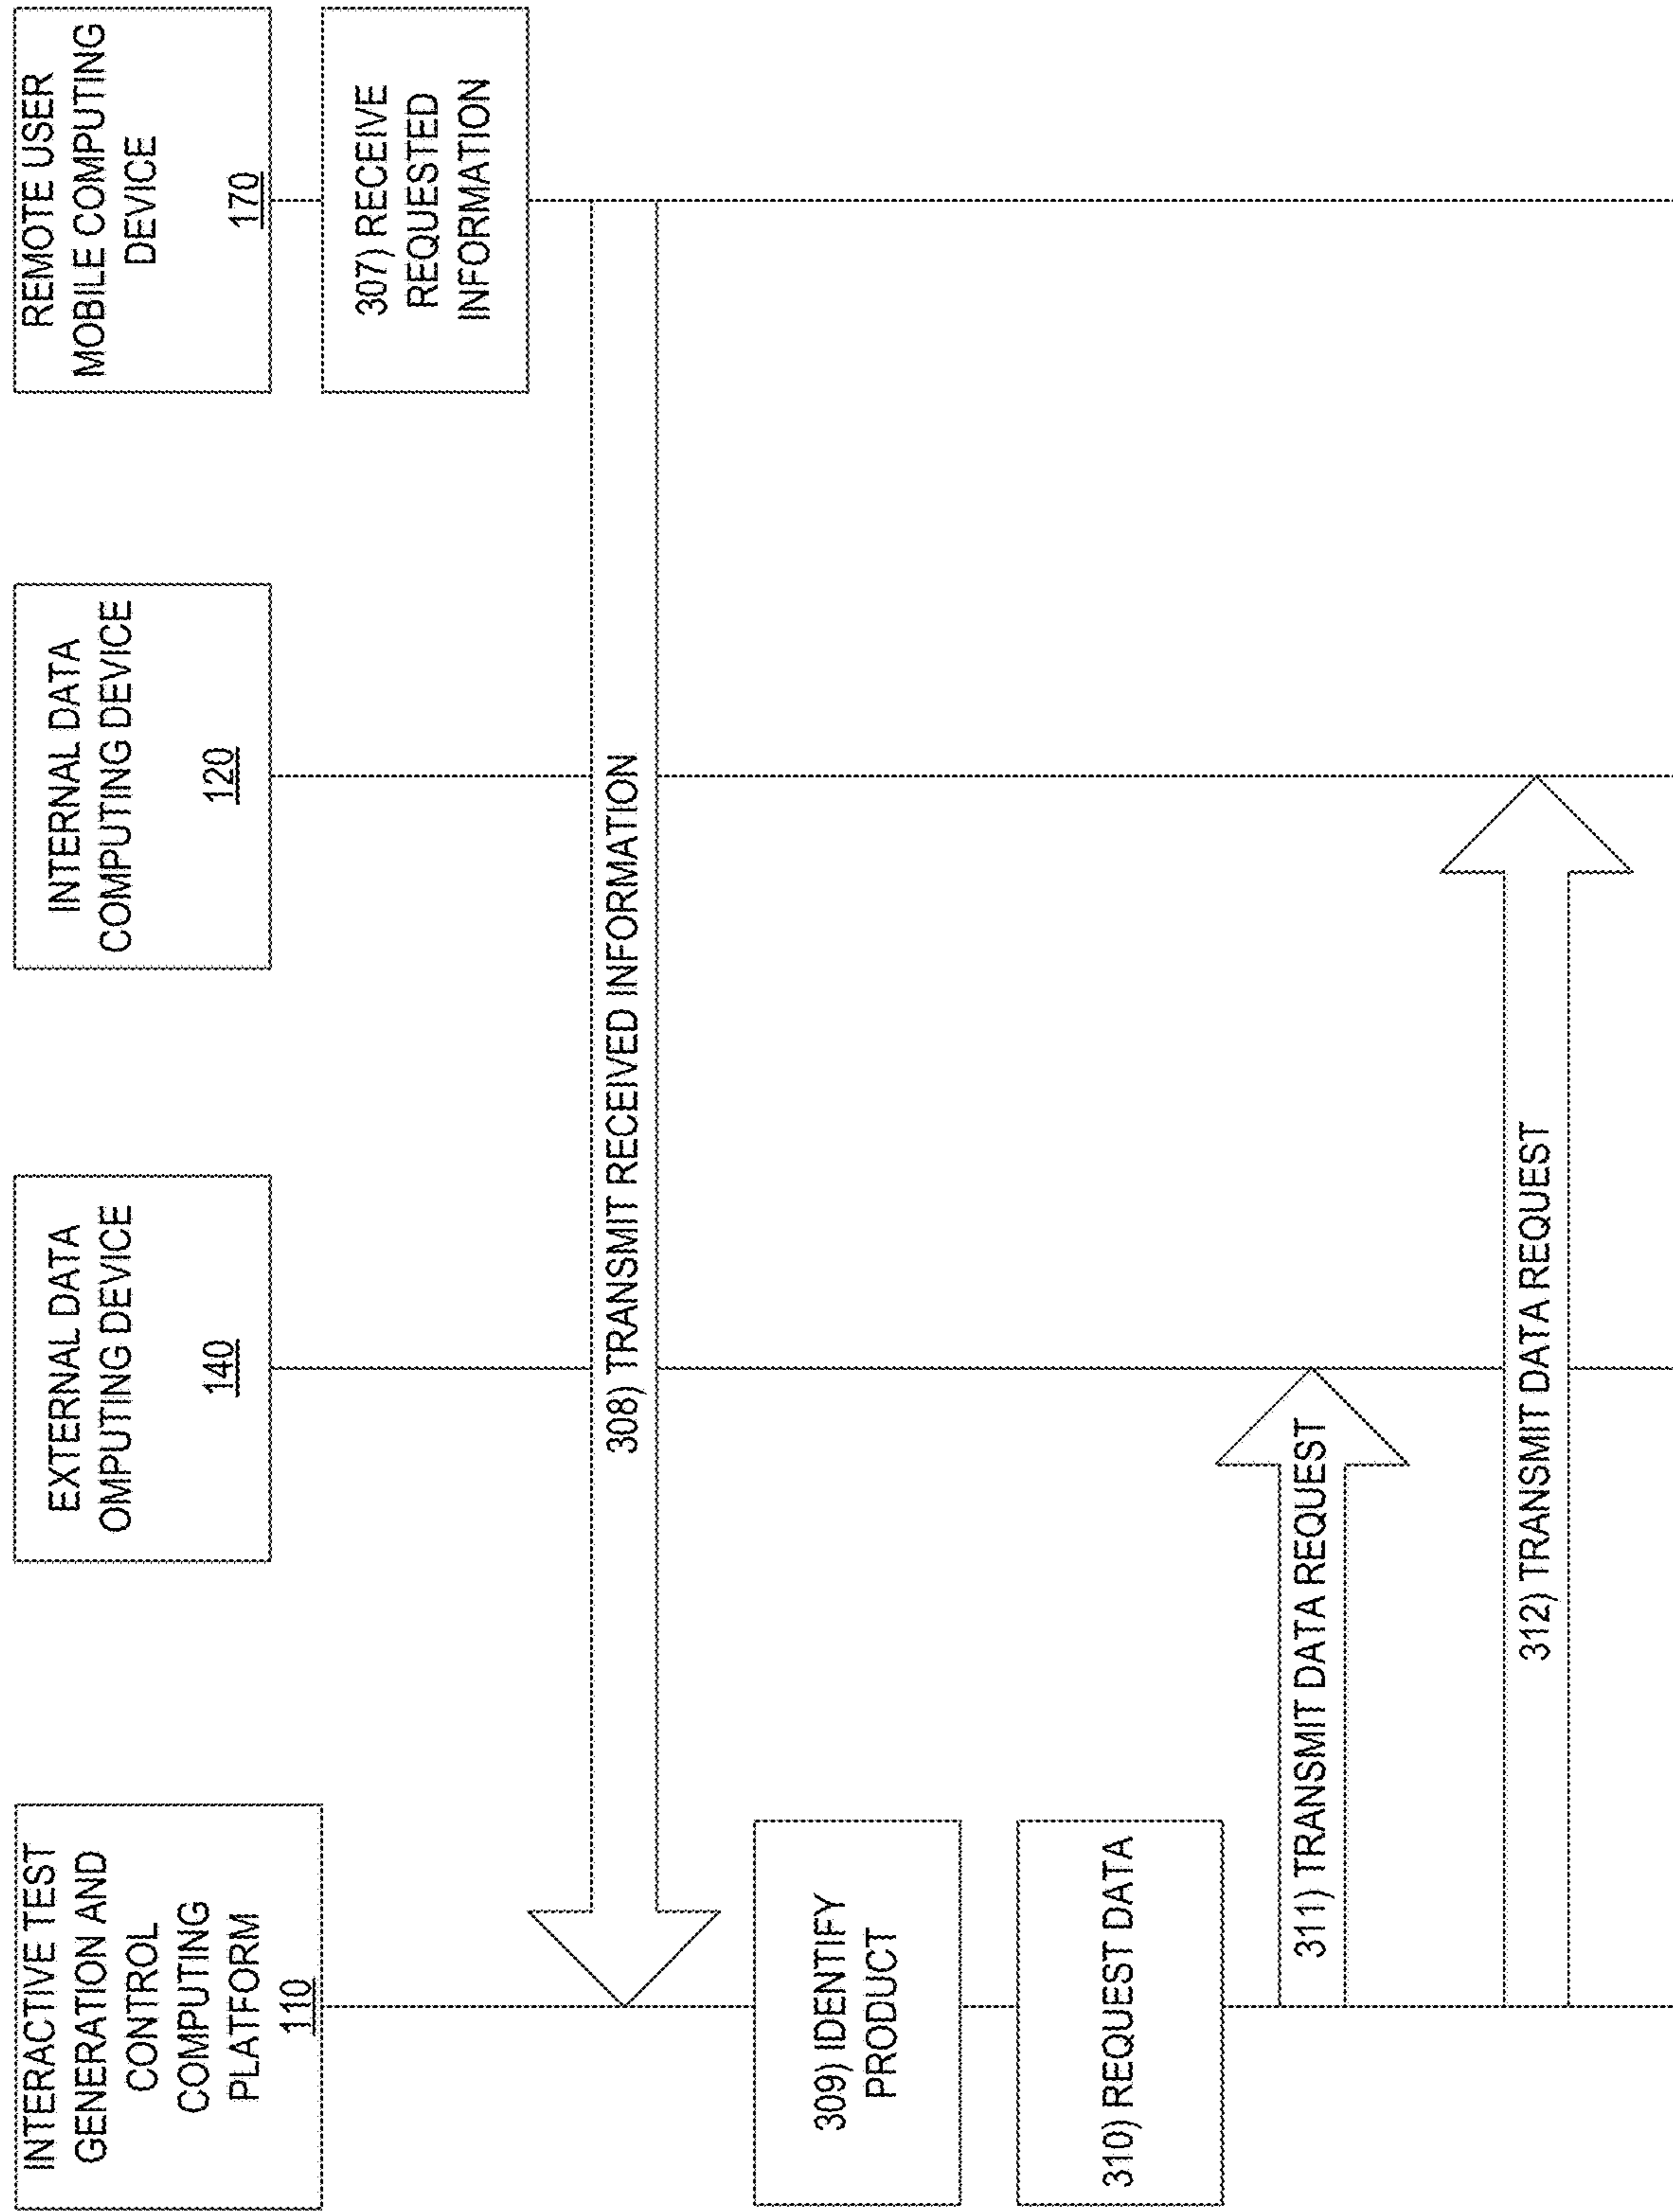 INTERACTIVE TEST
GENERATION AND
CONTROL
COMPUTING
PLATFORM
110
EXTERNAL DATA
OMPUTING DEVICE
140
INTERNAL DATA
COMPUTING DEVICE
120
REMOTE USER
MOBILE COMPUTING
DEVICE
170
307) RECEIVE
REQUESTED
INFORMATION
308) TRANSMIT RECEIVED INFORMATION
309) IDENTIFY
PRODUCT
310) REQUEST DATA
311) TRANSMIT DATA REQUEST
312) TRANSMIT DATA REQUEST